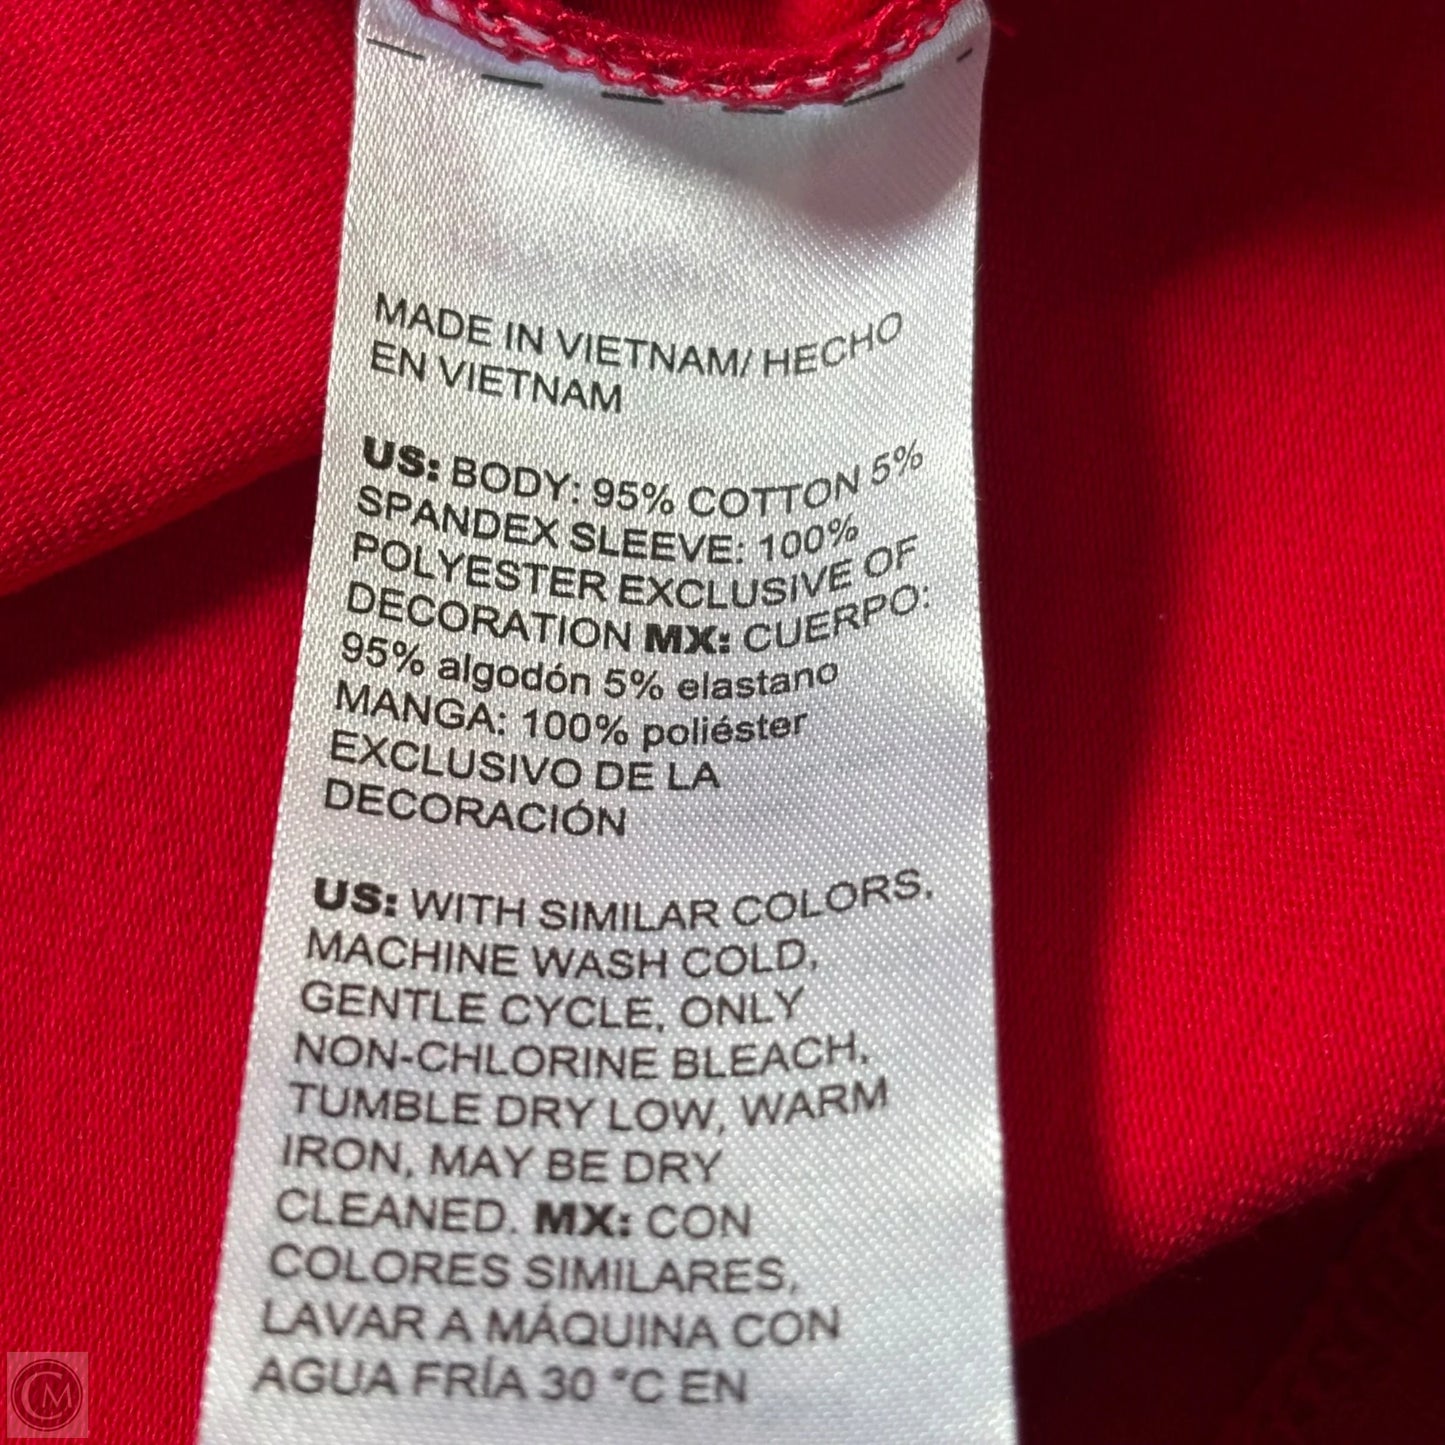 MADE IN VIETNAM/ HECHO
EN VIETNAM
US: BODY: 95% COTTON 5%
SPANDEX SLEEVE: 100%
POLYESTER EXCLUSIVE OF
DECORATION MX: CUERPO:
95% algodón 5% elastano
MANGA: 100% poliéster
EXCLUSIVO DE LA
DECORACIÓN
US: WITH SIMILAR COLORS,
MACHINE WASH COLD,
GENTLE CYCLE, ONLY
NON-CHLORINE BLEACH,
TUMBLE DRY LOW, WARM
IRON, MAY BE DRY
CLEANED. MX: CON
COLORES SIMILARES,
LAVAR A MÁQUINA CON
AGUA FRÍA 30 °C EN
CM